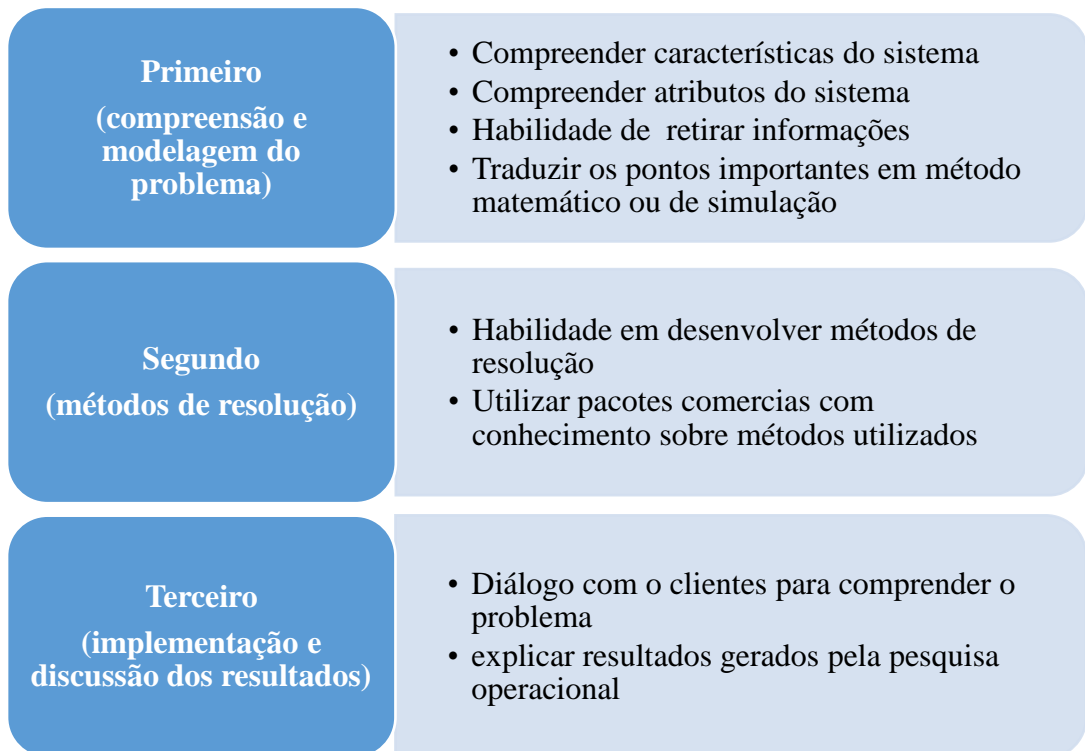 Primeiro
(compreensão e
modelagem do
problema)
• Compreender características do sistema
• Compreender atributos do sistema
• Habilidade de retirar informações
• Traduzir os pontos importantes em método
matemático ou de simulação
Segundo
(métodos de resolução)
• Habilidade em desenvolver métodos de
resolução
• Utilizar pacotes comercias com
conhecimento sobre métodos utilizados
Terceiro
(implementação e
discussão dos resultados)
• Diálogo com o clientes para comprender o
problema
• explicar resultados gerados pela pesquisa
operacional